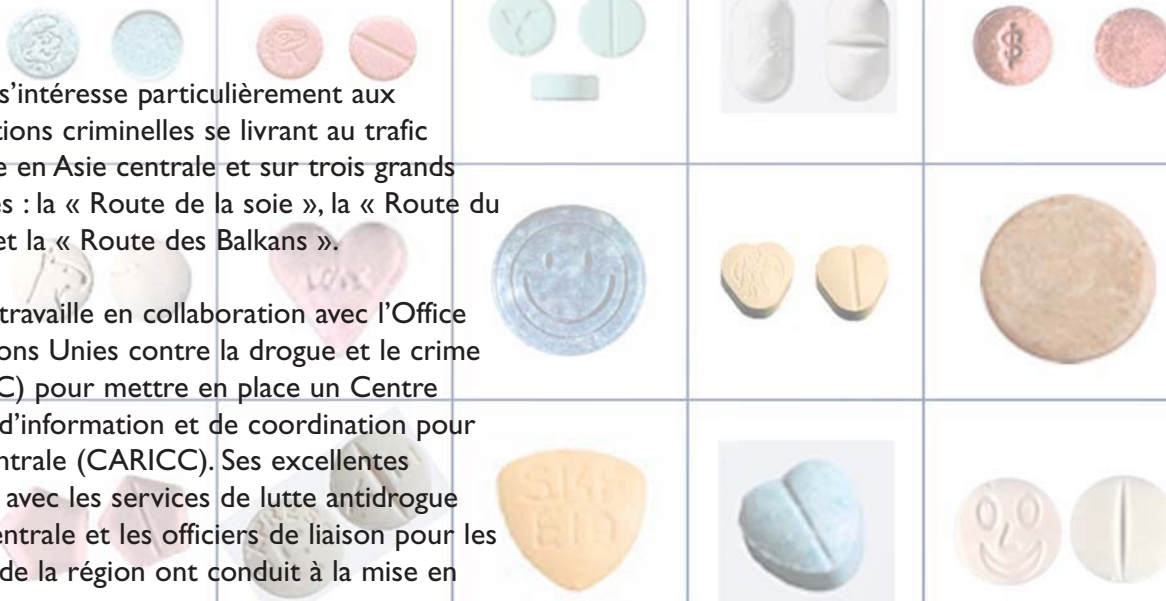 s’intéresse particulièrement aux
tions criminelles se livrant au trafic
e en Asie centrale et sur trois grands
es : la « Route de la soie », la « Route du
et la « Route des Balkans ».
travaille en collaboration avec l’Office
ons Unies contre la drogue et le crime
C) pour mettre en place un Centre
d’information et de coordination pour
ntrale (CARICC). Ses excellentes
avec les services de lutte antidrogue
entrale et les officiers de liaison pour les
de la région ont conduit à la mise en
Y
LOVE
SKF